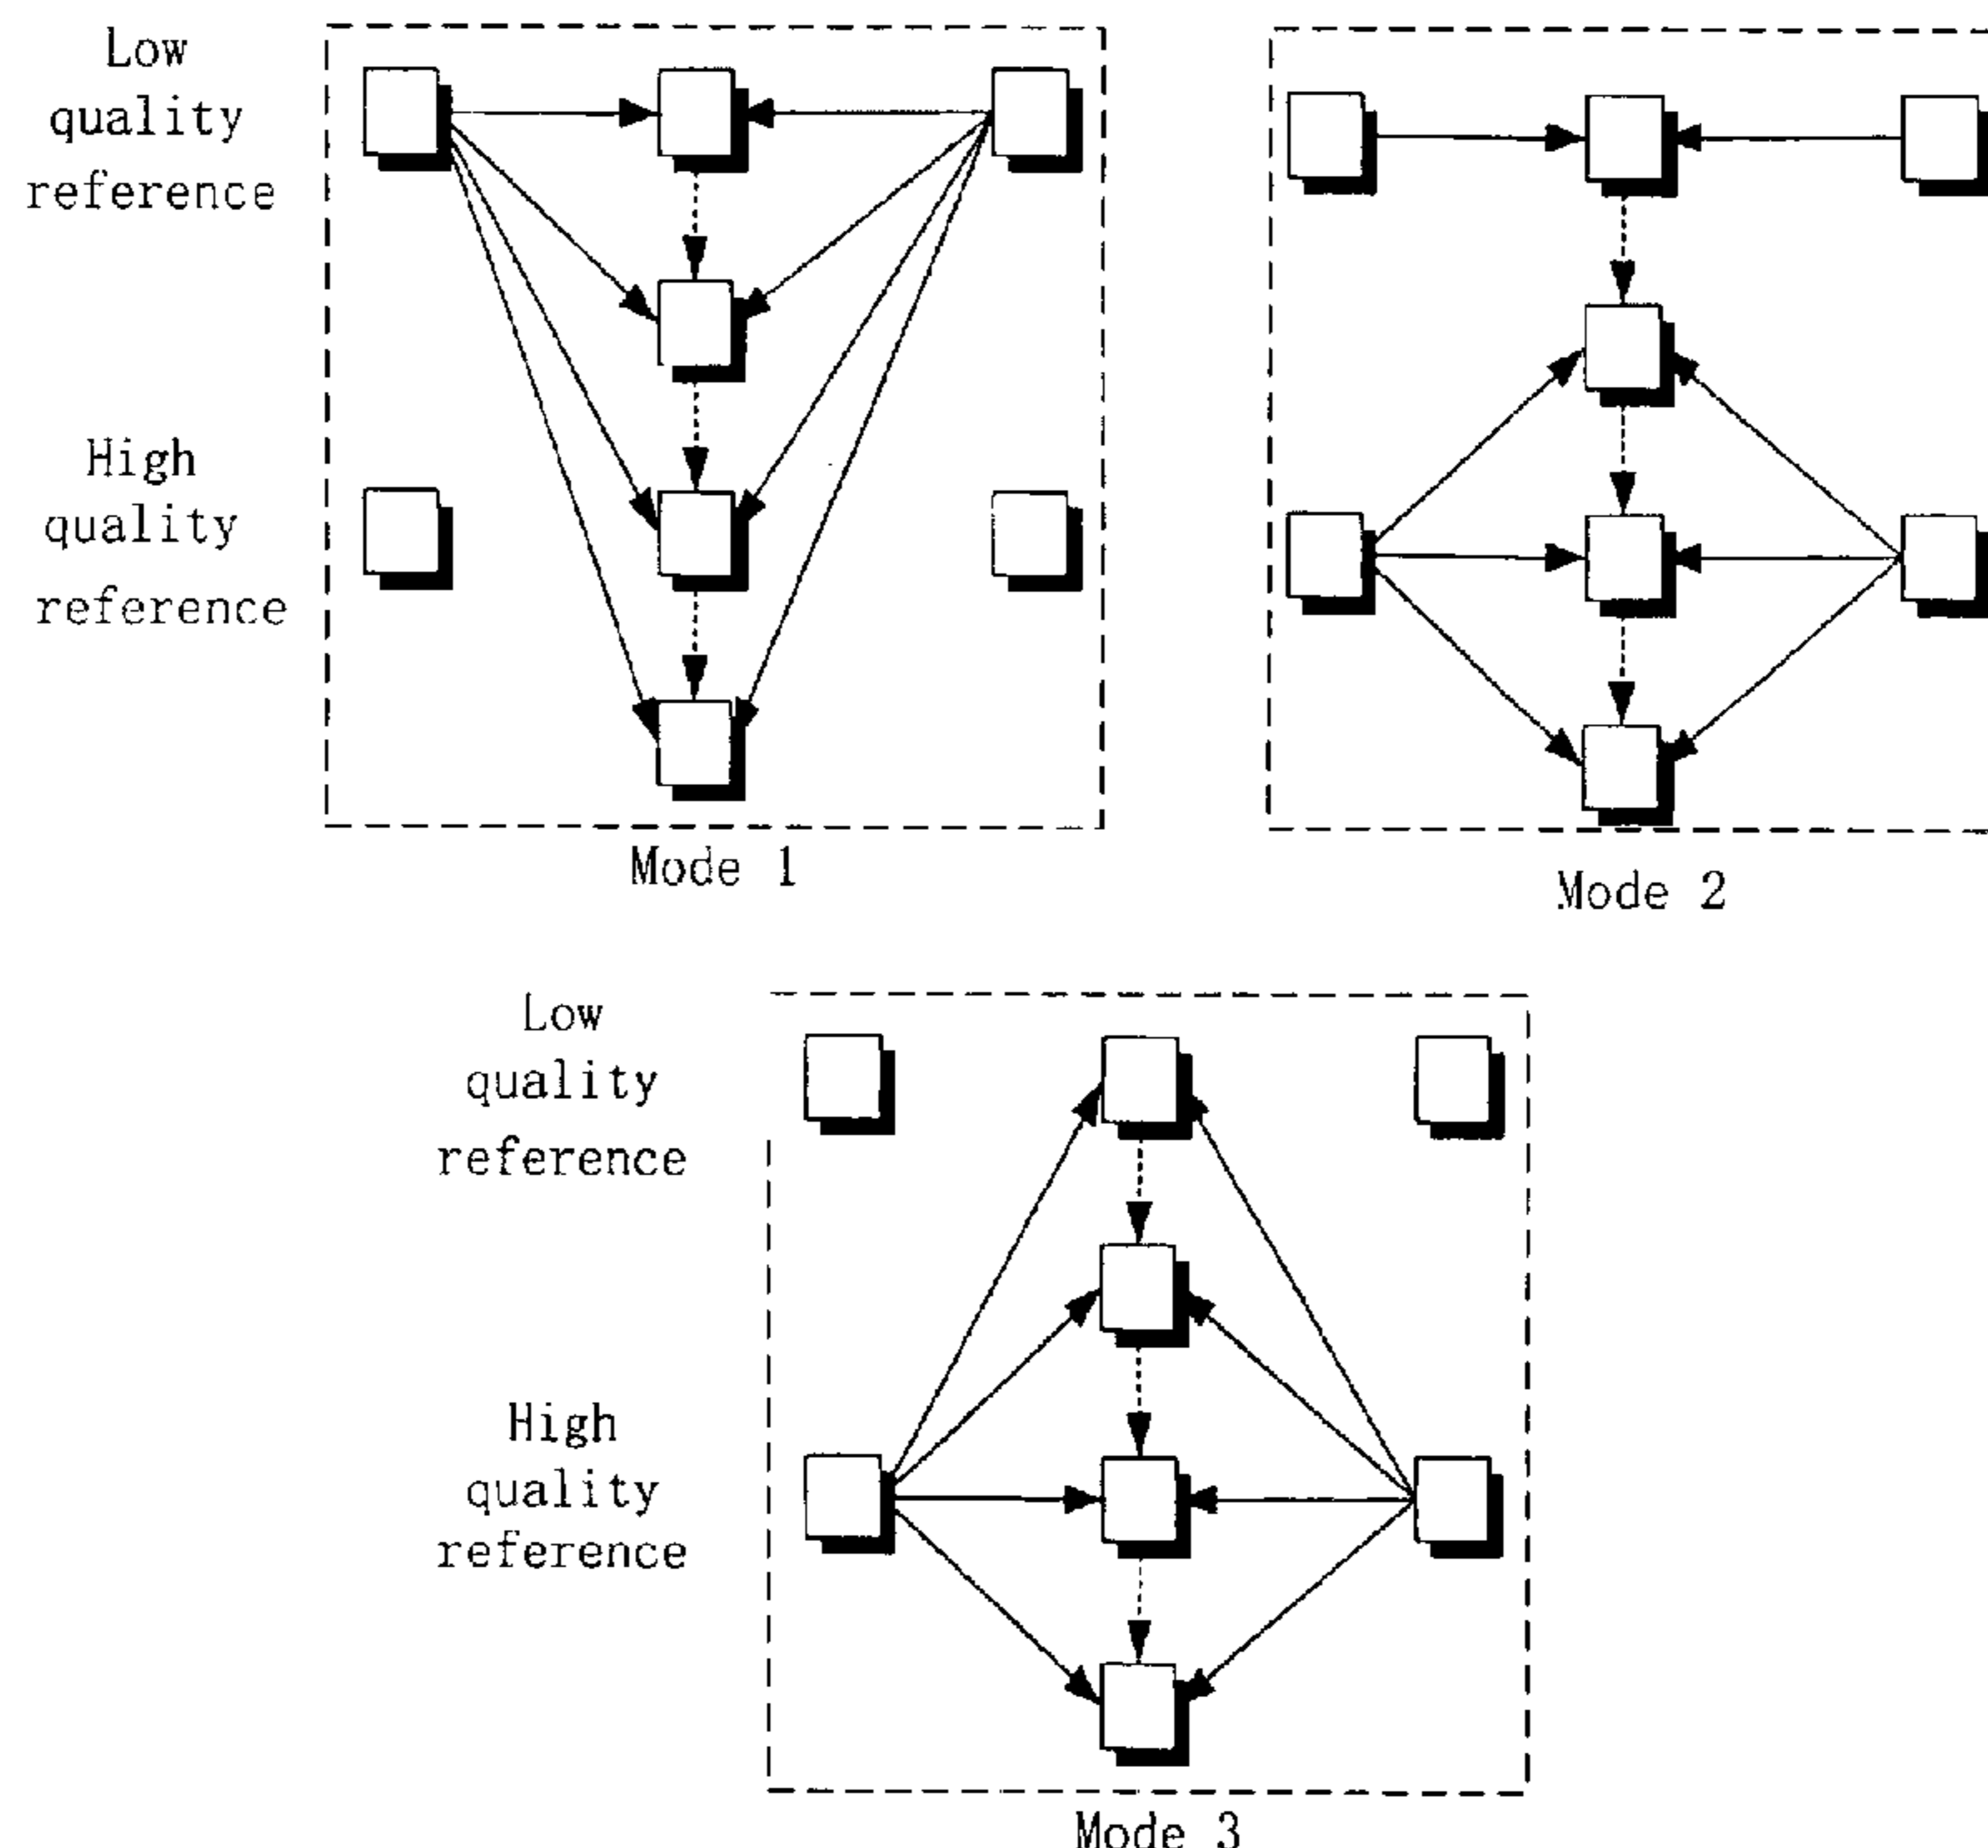 Low
quality
reference
High
quality
reference
Mode 1
Mode 2
Low
quality
reference
High
quality
reference
Mode 3